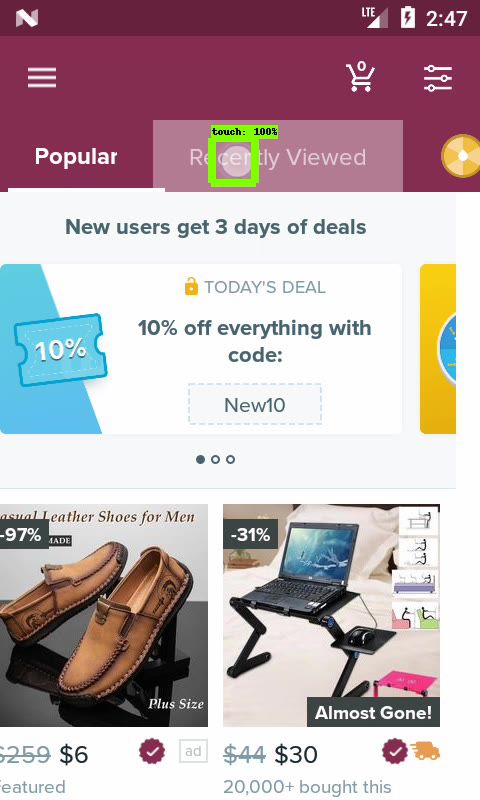 LTE 2:47
0
touch: 100%
Popular
Recently Viewed
New users get 3 days of deals
TODAY'S DEAL
10%
10% off everything with
code:
New10
asual Leather Shoes for Men
-97%
MADE
Plus Size
-31%
Almost Gone!
$259 $6
ad
$44 $30
Featured
20,000+ bought this